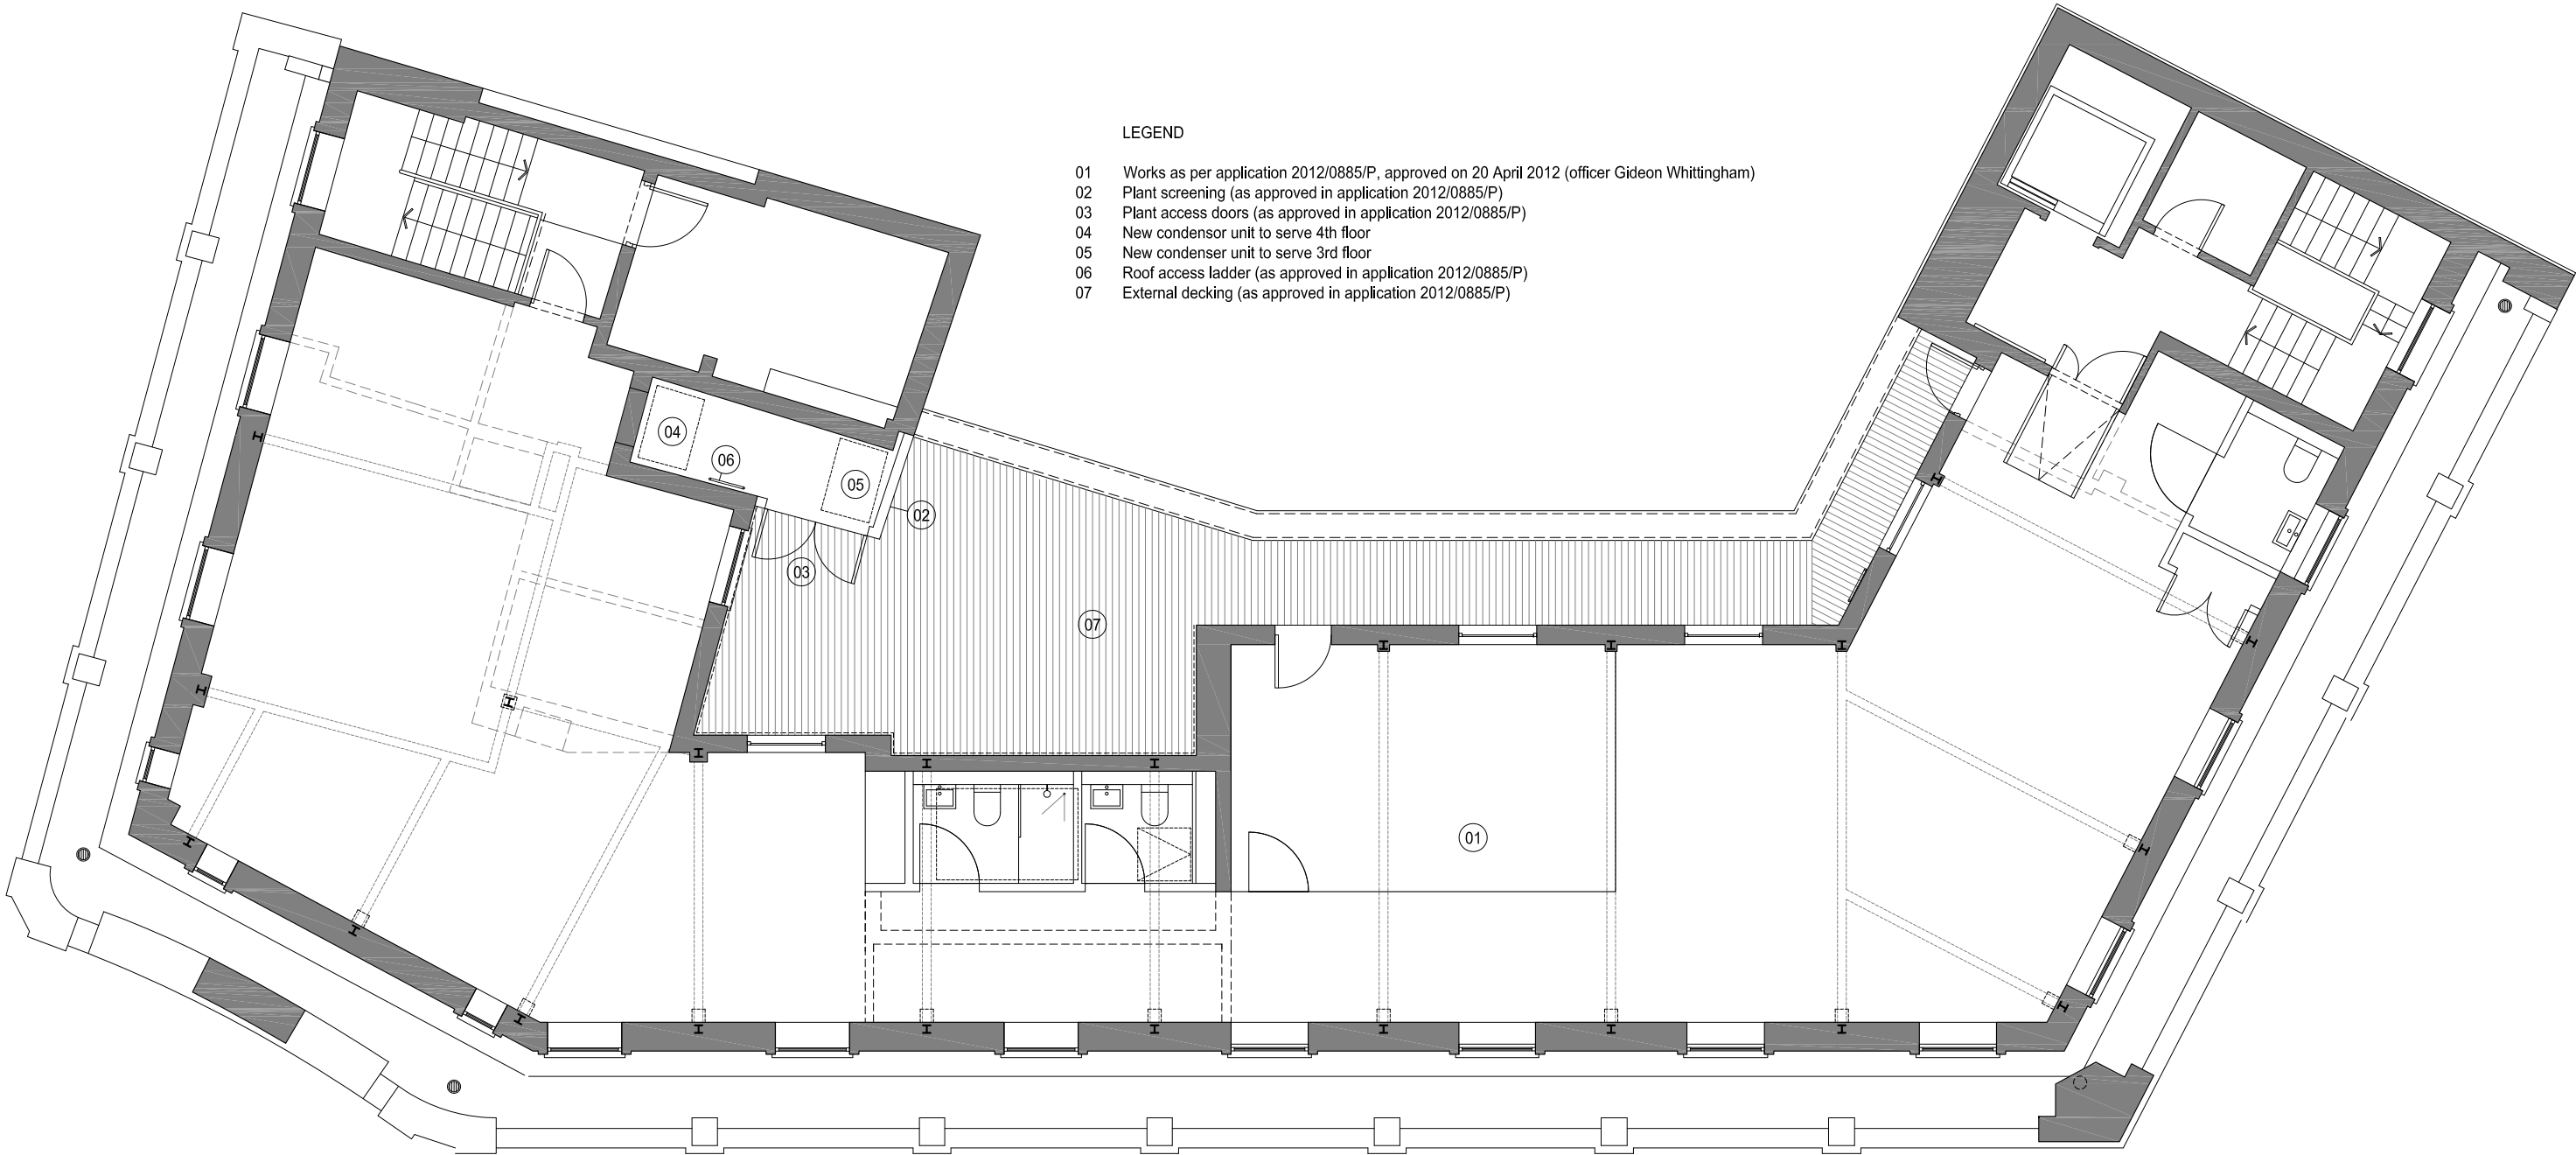 LEGEND
01 Works as per application 2012/0885/P, approved on 20 April 2012 (officer Gideon Whittingham)
02 Plant screening (as approved in application 2012/0885/P)
03 Plant access doors (as approved in application 2012/0885/P)
04 New condensor unit to serve 4th floor
05 New condenser unit to serve 3rd floor
06 Roof access ladder (as approved in application 2012/0885/P)
07 External decking (as approved in application 2012/0885/P)
04
06
05
02
03
07
01